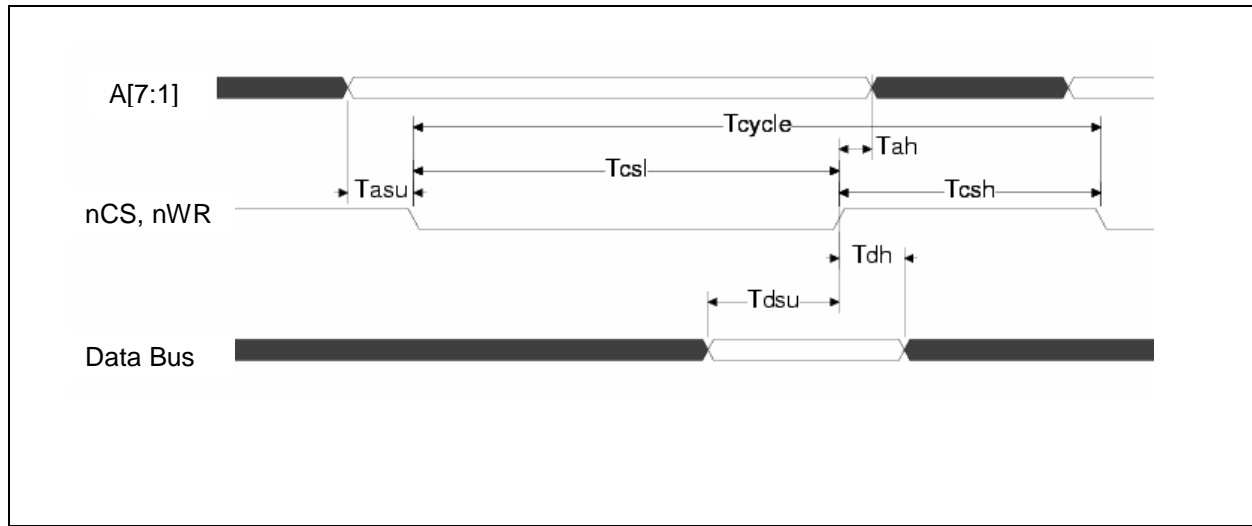 A[7:1]
Tcycle
Tah
Tcsl
Tasu
Tcsh
nCS, nWR
Tdh
Tdsu
Data Bus